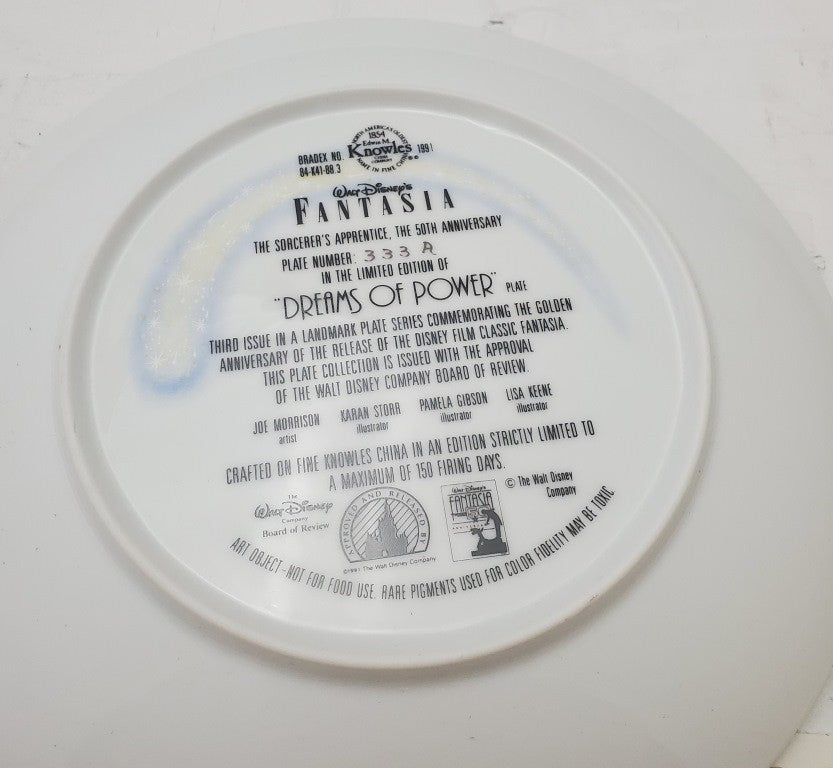 NORTH AMERICA'S OLDEST
1854
Edwin M.
BRADEX NO. Knowles 1991
84-K41-88.3 CHINA
COMPANY
NAME IN FINE CHINA
Walt Disney's
FANTASIA
THE SORCERER'S APPRENTICE, THE 50TH ANNIVERSARY
PLATE NUMBER: 333 A
IN THE LIMITED EDITION OF
"DREAMS OF POWER" PLATE
THIRD ISSUE IN A LANDMARK PLATE SERIES COMMEMORATING THE GOLDEN
ANNIVERSARY OF THE RELEASE OF THE DISNEY FILM CLASSIC FANTASIA.
THIS PLATE COLLECTION IS ISSUED WITH THE APPROVAL
OF THE WALT DISNEY COMPANY BOARD OF REVIEW.
JOE MORRISON KARAN STORR PAMELA GIBSON LISA KEENE
artist illustrator illustrator illustrator
CRAFTED ON FINE KNOWLES CHINA IN AN EDITION STRICTLY LIMITED TO
A MAXIMUM OF 150 FIRING DAYS.
The
Walt Disney
Company
Board of Review
APPROVED AND RELEASED BY
©1991 The Walt Disney Company
Walt Disney's
FANTASIA
© The Walt Disney
Company
ART OBJECT-NOT FOR FOOD USE. RARE PIGMENTS USED FOR COLOR FIDELITY MAY BE TOXIC